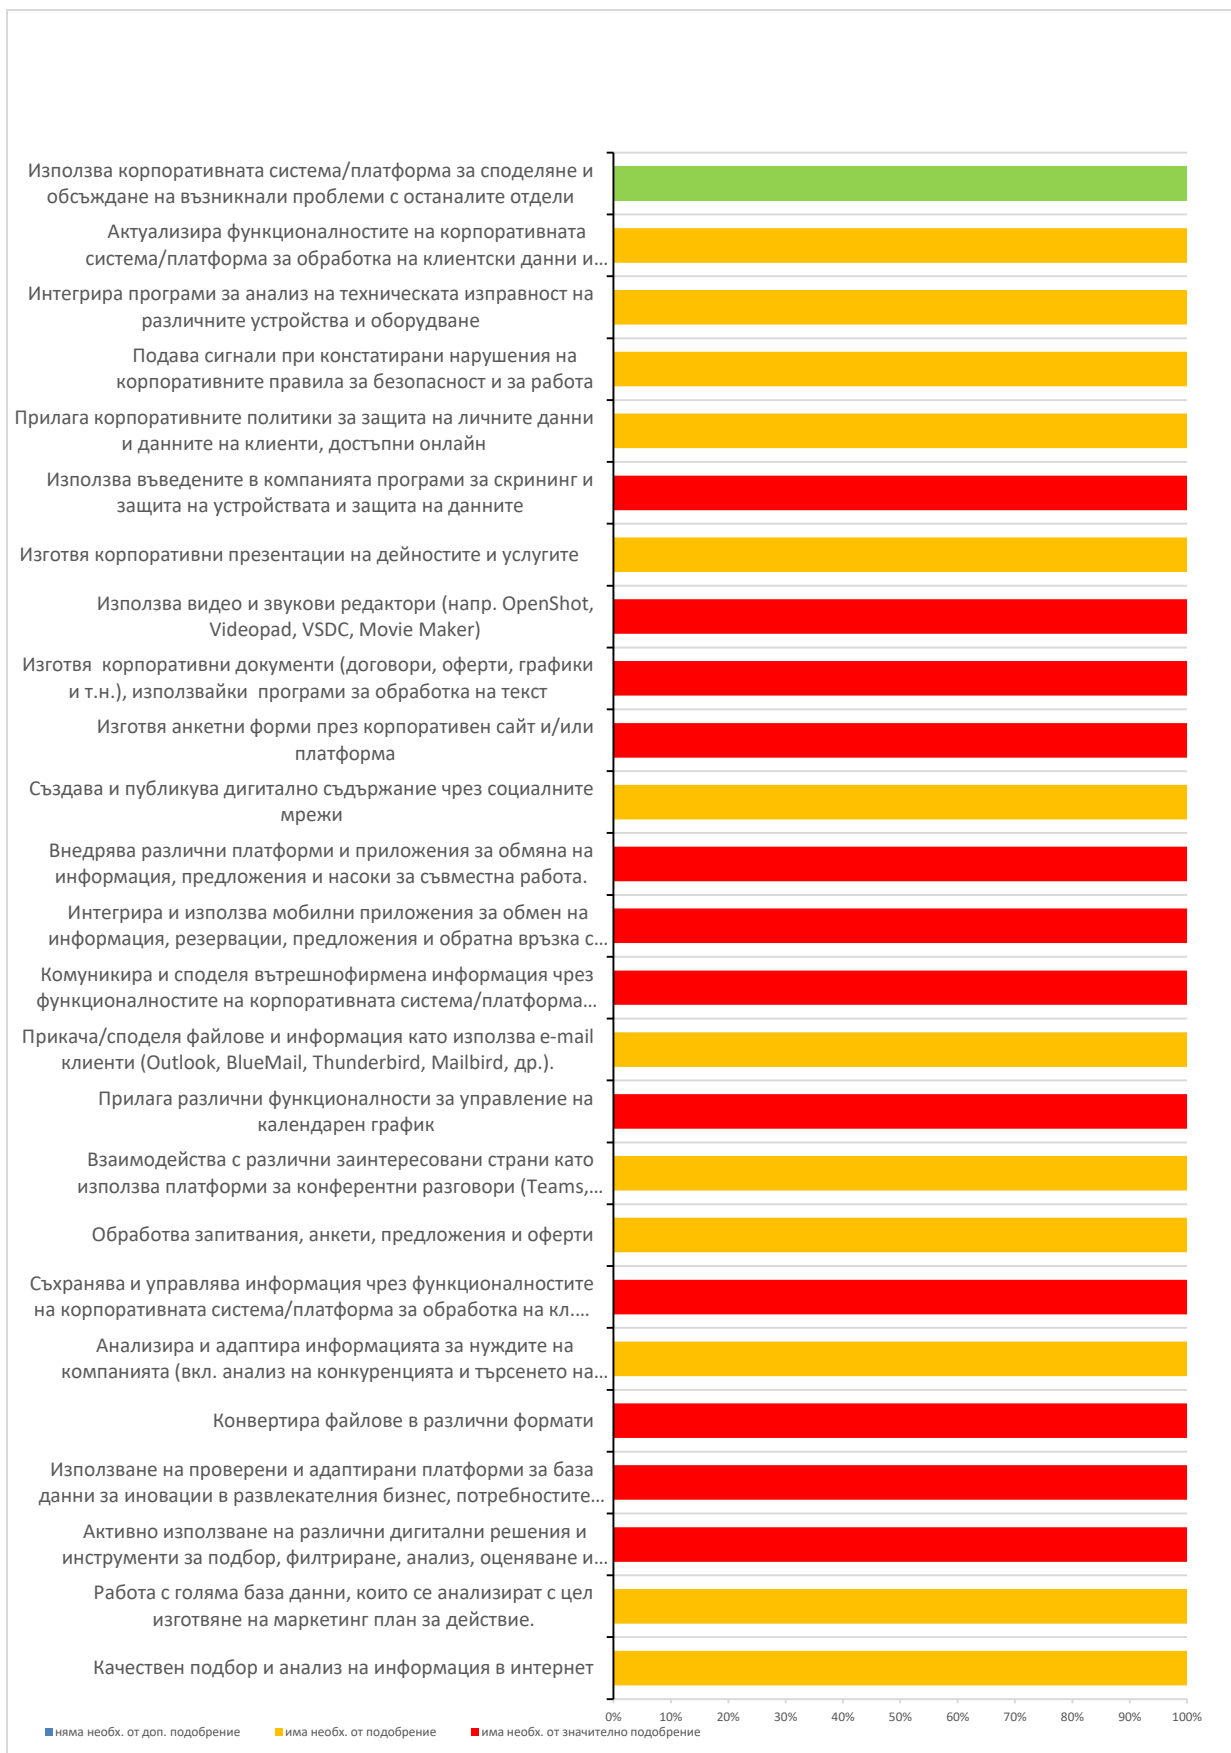 Използва корпоративната система/платформа за споделяне и
обсъждане на възникнали проблеми с останалите отдели
Актуализира функционалностите на корпоративната
система/платформа за обработка на клиентски данни и…
Интегрира програми за анализ на техническата изправност на
различните устройства и оборудване
Подава сигнали при констатирани нарушения на
корпоративните правила за безопасност и за работа
Прилага корпоративните политики за защита на личните данни
и данните на клиенти, достъпни онлайн
Използва въведените в компанията програми за скрининг и
защита на устройствата и защита на данните
Изготвя корпоративни презентации на дейностите и услугите
Използва видео и звукови редактори (напр. OpenShot,
Videopad, VSDC, Movie Maker)
Изготвя  корпоративни документи (договори, оферти, графики
и т.н.), използвайки  програми за обработка на текст
Изготвя анкетни форми през корпоративен сайт и/или
платформа
Създава и публикува дигитално съдържание чрез социалните
мрежи
Внедрява различни платформи и приложения за обмяна на
информация, предложения и насоки за съвместна работа.
Интегрира и използва мобилни приложения за обмен на
информация, резервации, предложения и обратна връзка с…
Комуникира и споделя вътрешнофирмена информация чрез
функционалностите на корпоративната система/платформа…
Прикача/споделя файлове и информация като използва e-mail
клиенти (Outlook, BlueMail, Thunderbird, Mailbird, др.).
Прилага различни функционалности за управление на
календарен график
Взаимодейства с различни заинтересовани страни като
използва платформи за конферентни разговори (Teams,…
Обработва запитвания, анкети, предложения и оферти
Съхранява и управлява информация чрез функционалностите
на корпоративната система/платформа за обработка на кл.…
Анализира и адаптира информацията за нуждите на
компанията (вкл. анализ на конкуренцията и търсенето на…
Конвертира файлове в различни формати
Използване на проверени и адаптирани платформи за база
данни за иновации в развлекателния бизнес, потребностите…
Активно използване на различни дигитални решения и
инструменти за подбор, филтриране, анализ, оценяване и…
Работа с голяма база данни, които се анализират с цел
изготвяне на маркетинг план за действие.
Качествен подбор и анализ на информация в интернет
0% 10% 20% 30% 40% 50% 60% 70% 80% 90% 100%
няма необх. от доп. подобрение има необх. от подобрение има необх. от значително подобрение